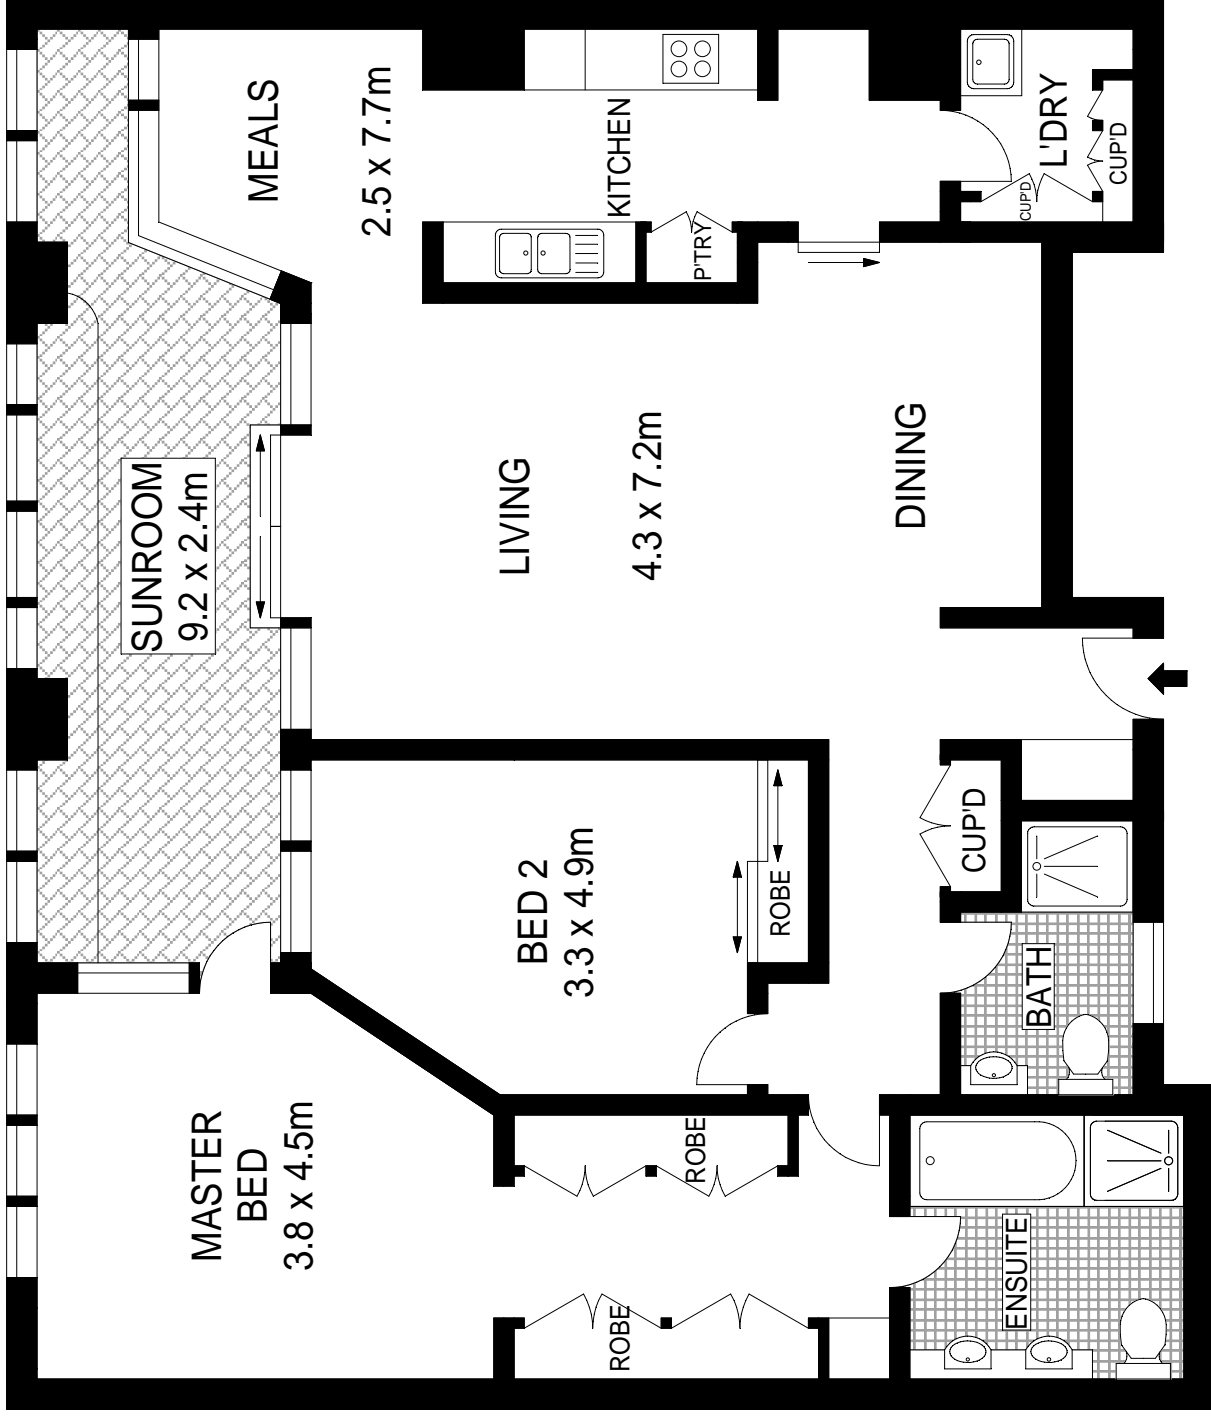 MEALS
2.5 x 7.7m
KITCHEN
P'TRY
L'DRY
CUP'D
CUP'D
SUNROOM
9.2 x 2.4m
LIVING
4.3 x 7.2m
DINING
BED 2
3.3 x 4.9m
ROBE
CUP'D
BATH
MASTER
BED
3.8 x 4.5m
ROBE
ROBE
ENSUITE